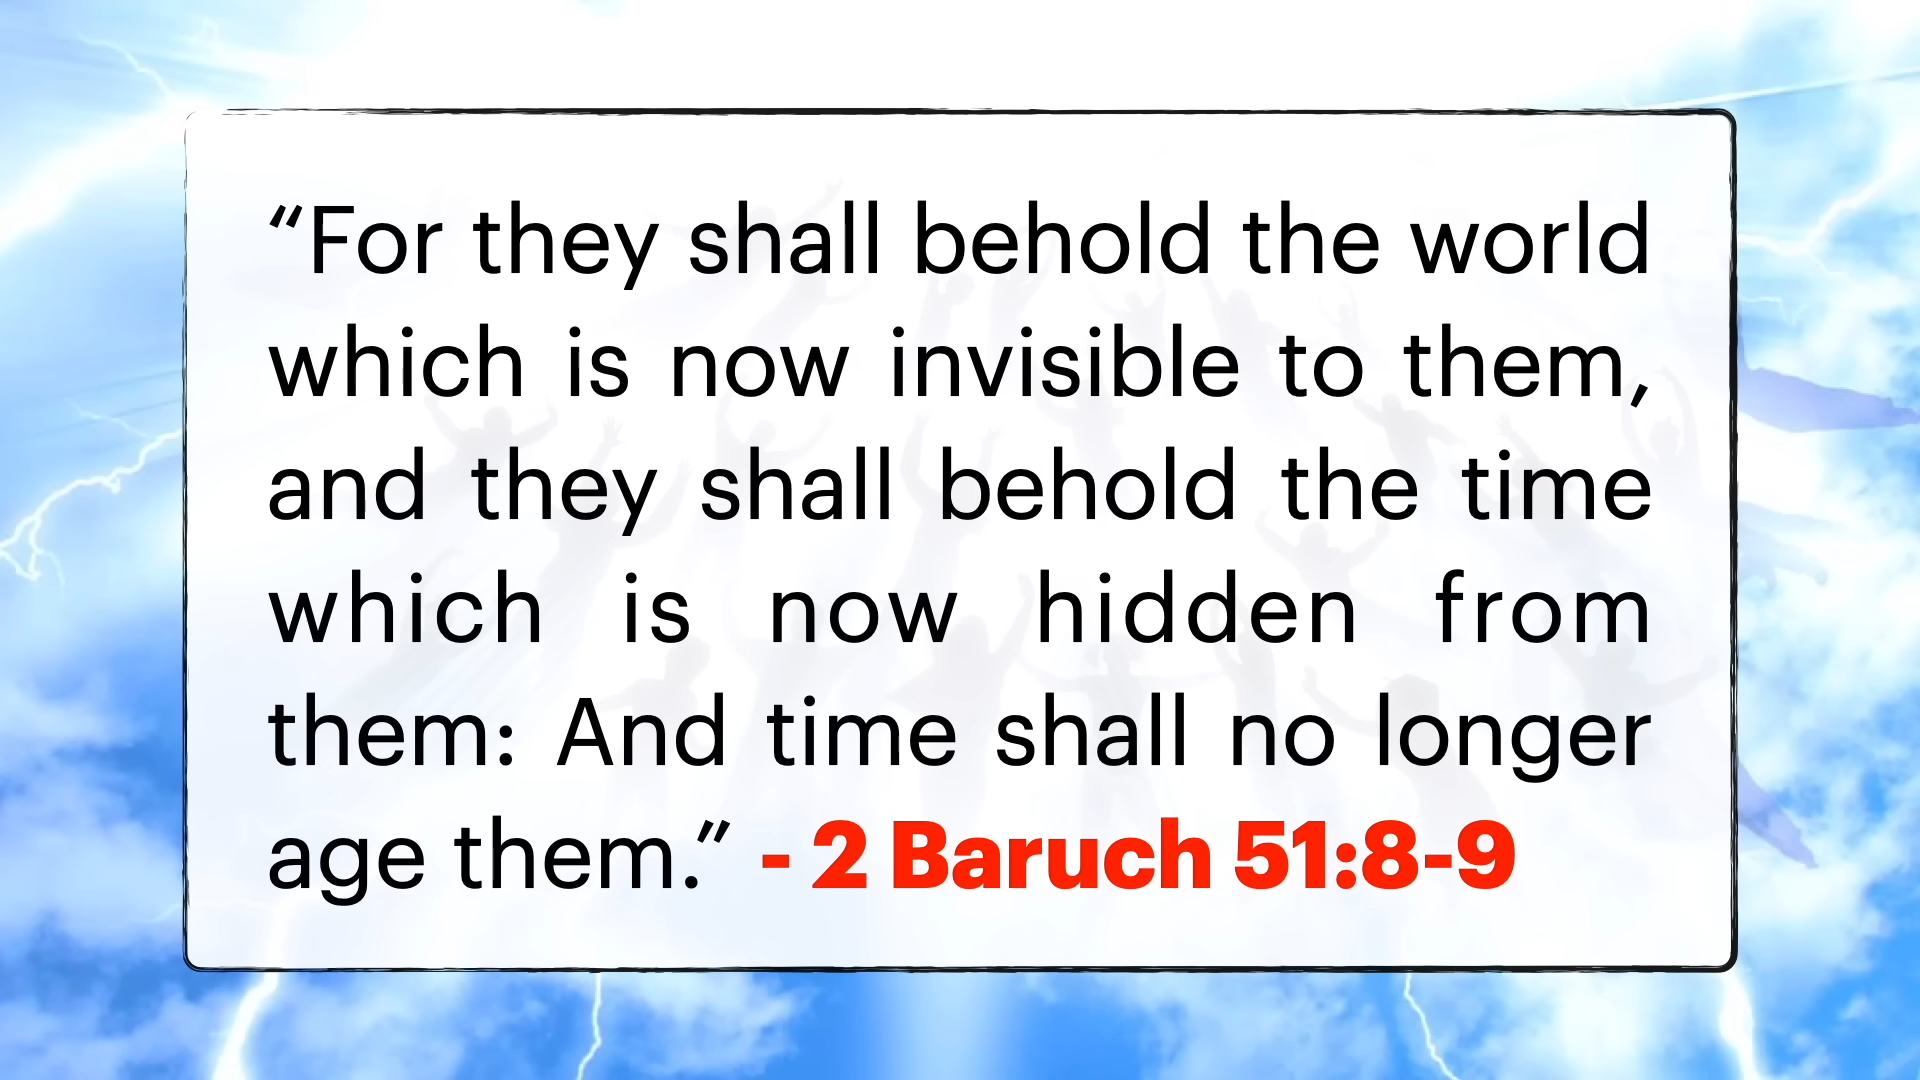 “For they shall behold the world
which is now invisible to them,
and they shall behold the time
which is now hidden from
them: And time shall no longer
age them.” - 2 Baruch 51:8-9